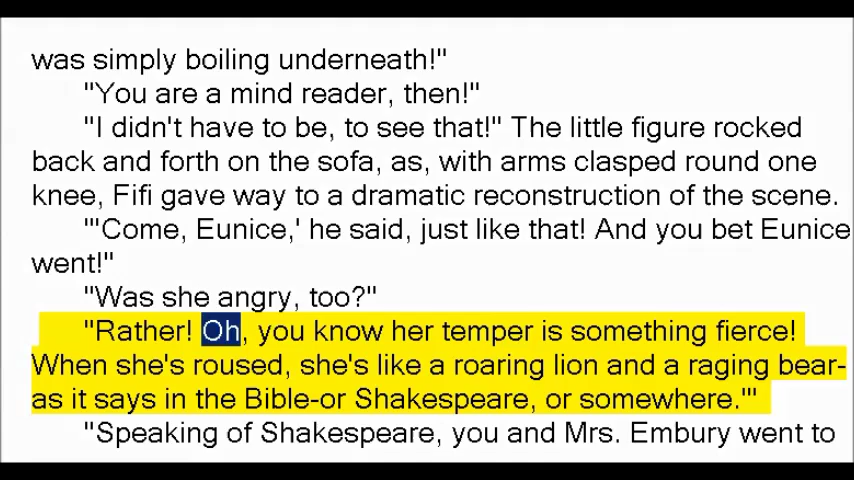 was simply boiling underneath!"
"You are a mind reader, then!"
"I didn't have to be, to see that!" The little figure rocked
back and forth on the sofa, as, with arms clasped round one
knee, Fifi gave way to a dramatic reconstruction of the scene.
"'Come, Eunice,' he said, just like that! And you bet Eunice
went!"
"Was she angry, too?"
"Rather! Oh, you know her temper is something fierce!
When she's roused, she's like a roaring lion and a raging bear-
as it says in the Bible-or Shakespeare, or somewhere.'"
"Speaking of Shakespeare, you and Mrs. Embury went to